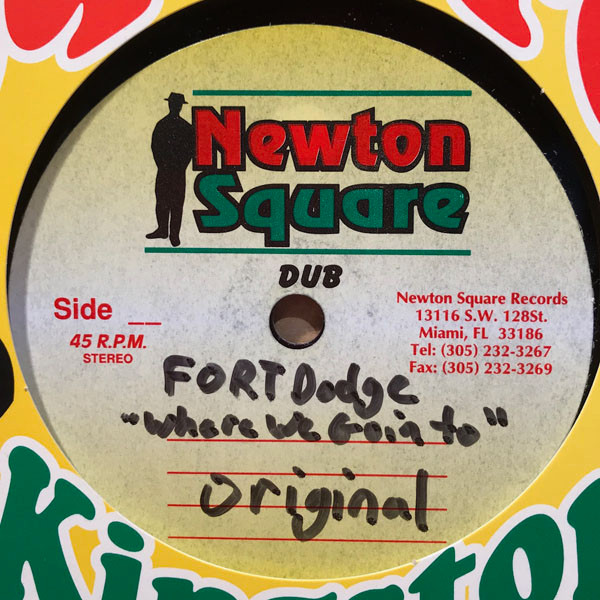 Newton
Square
DUB
Side __
45 R.P.M.
STEREO
Newton Square Records
13116 S.W. 128St.
Miami, FL 33186
Tel: (305) 232-3267
Fax: (305) 232-3269
FORT Dodge
"Where We Goin to"
original